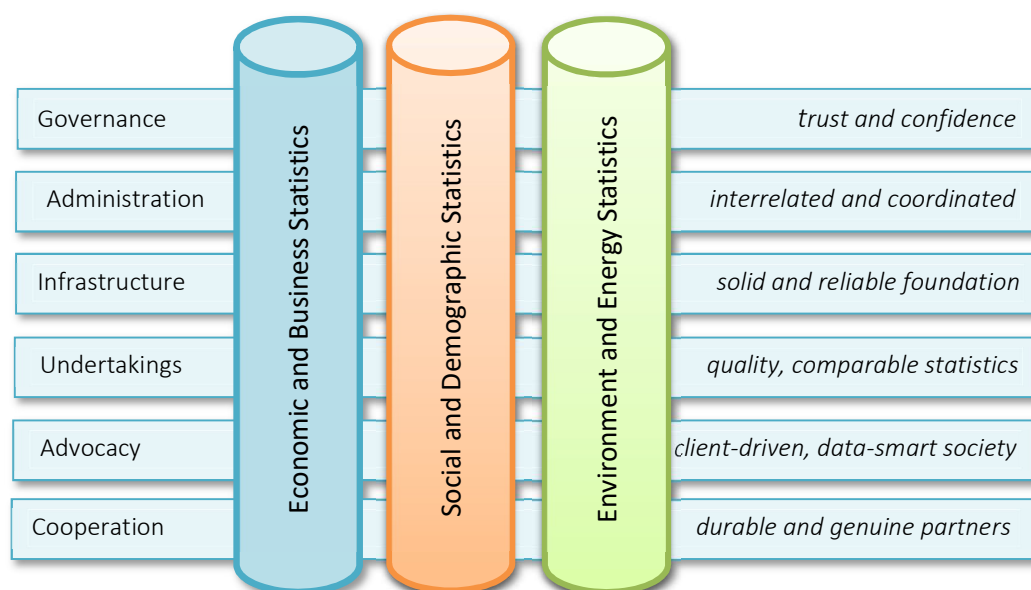 Governance
trust and confidence
Administration
interrelated and coordinated
Infrastructure
solid and reliable foundation
Undertakings
quality, comparable statistics
Advocacy
client-driven, data-smart society
Cooperation
durable and genuine partners
Economic and Business Statistics
Social and Demographic Statistics
Environment and Energy Statistics